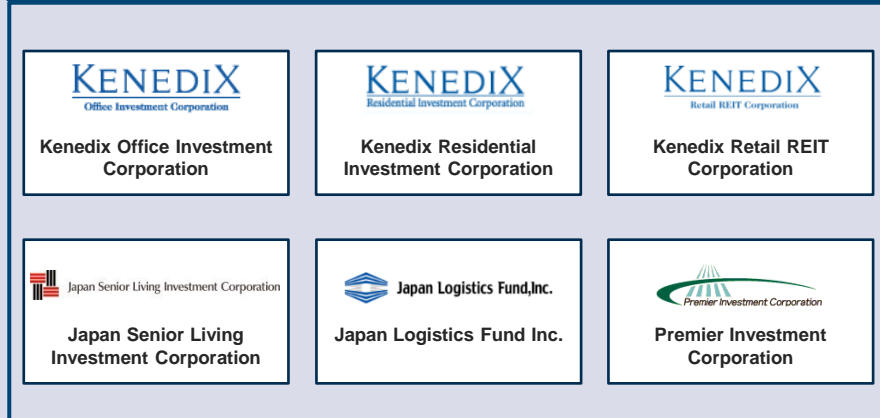 KENEDIX
Office Investment Corporation
Kenedix Office Investment
Corporation
KENEDIX
Residential Investment Corporation
Kenedix Residential
Investment Corporation
KENEDIX
Retail REIT Corporation
Kenedix Retail REIT
Corporation
Japan Senior Living Investment Corporation
Japan Senior Living
Investment Corporation
Japan Logistics Fund,Inc.
Japan Logistics Fund Inc.
Premier Investment Corporation
Premier Investment
Corporation